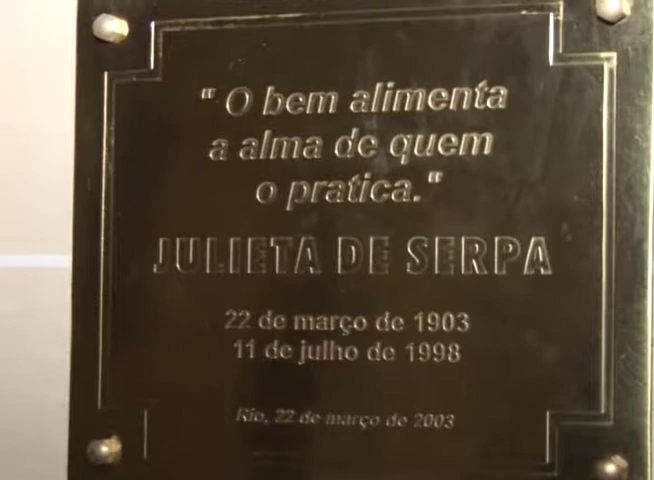 " O bem alimenta
a alma de quem
o pratica."
JULIETA DE SERPA
22 de março de 1903
11 de julho de 1998
Rio, 22 de março de 2003